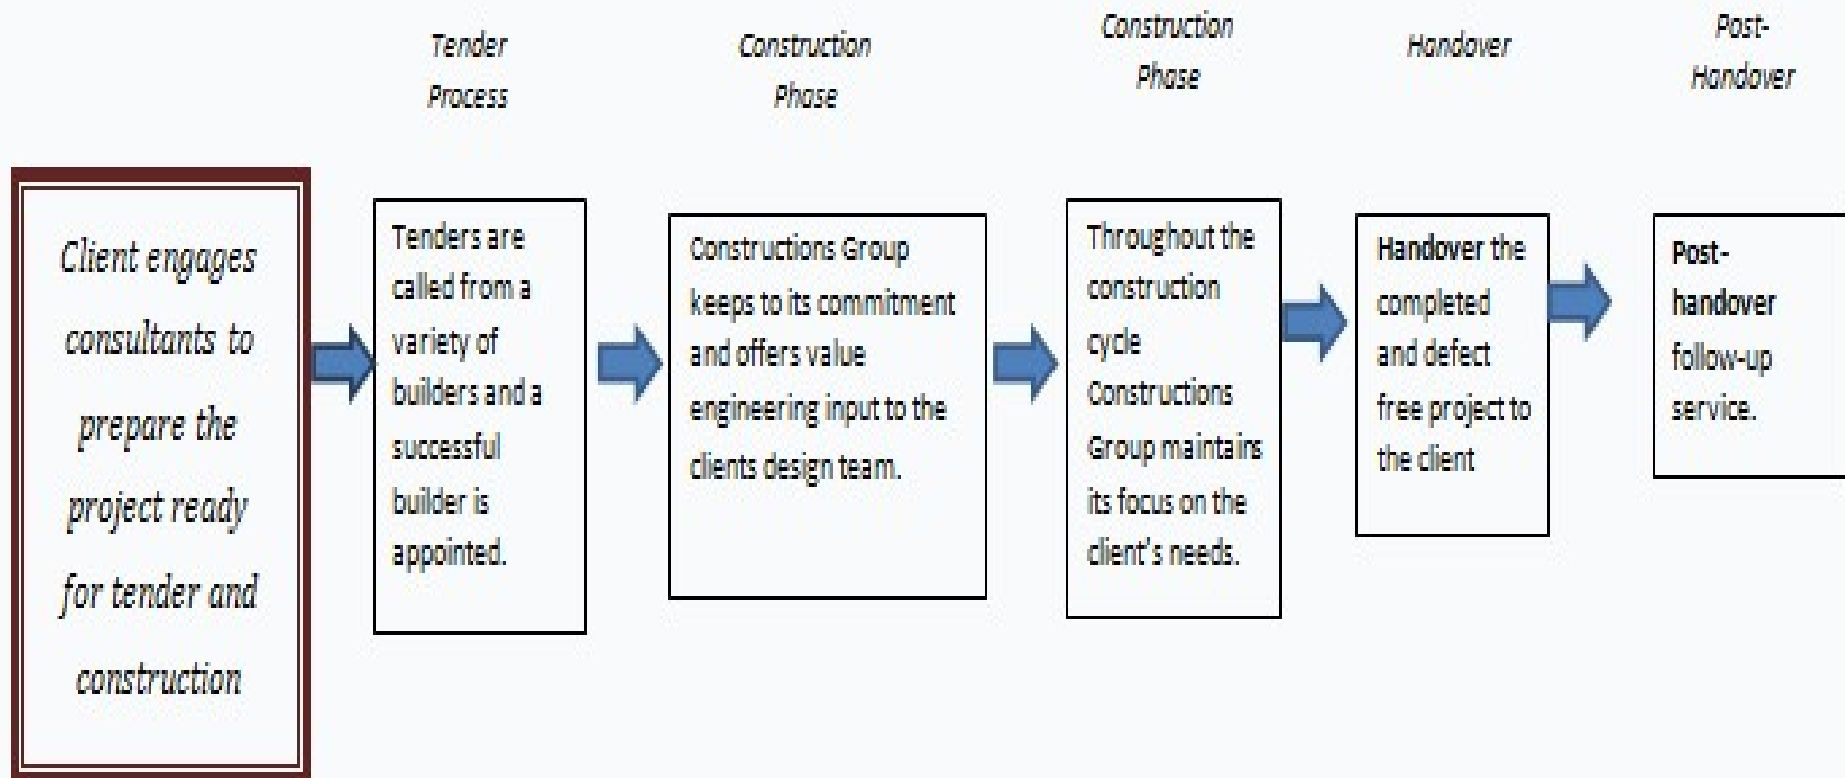 Tender
Process
Construction
Phase
Construction
Phase
Handover
Post-
Handover
Client engages
consultants to
prepare the
project ready
for tender and
construction
Tenders are
called from a
variety of
builders and a
successful
builder is
appointed.
Constructions Group
keeps to its commitment
and offers value
engineering input to the
clients design team.
Throughout the
construction
cycle
Constructions
Group maintains
its focus on the
client's needs.
Handover the
completed
and defect
free project to
the client
Post-
handover
follow-up
service.